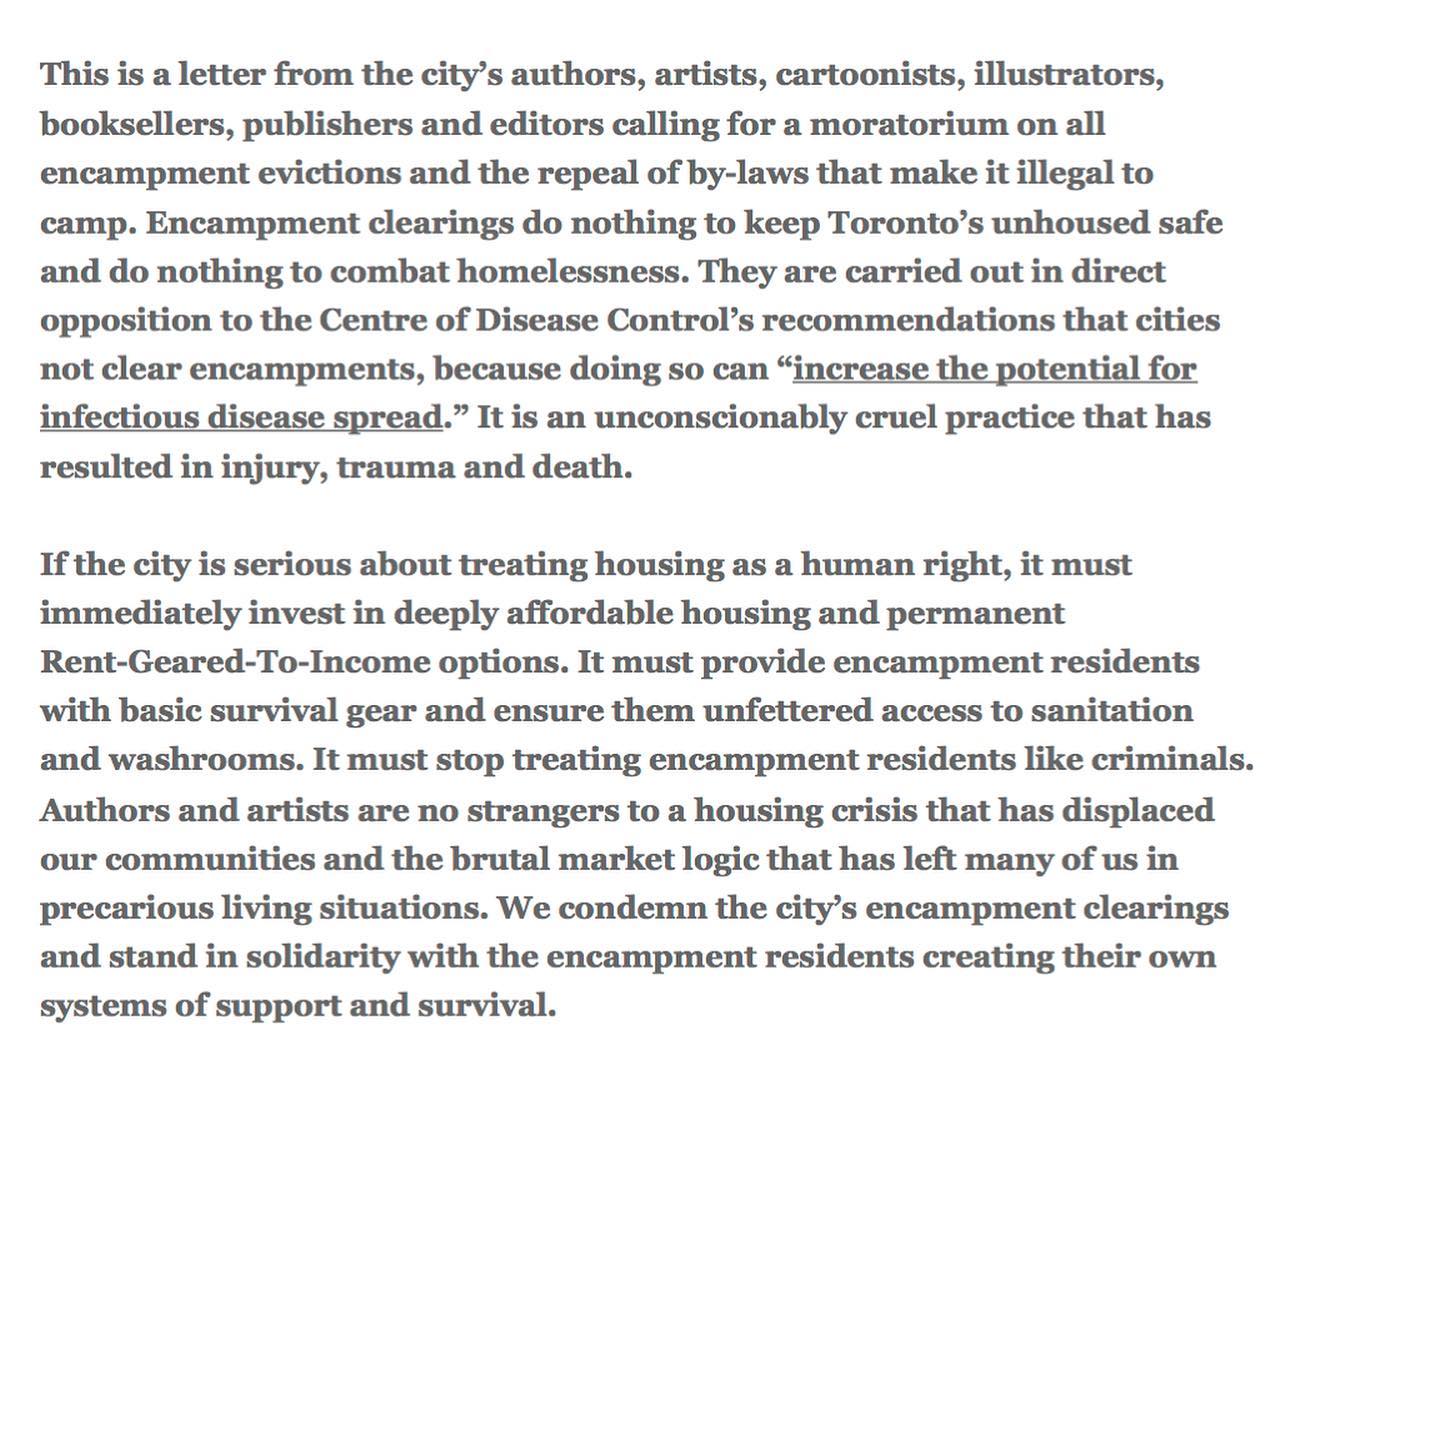 This is a letter from the city’s authors, artists, cartoonists, illustrators,
booksellers, publishers and editors calling for a moratorium on all
encampment evictions and the repeal of by-laws that make it illegal to
camp. Encampment clearings do nothing to keep Toronto’s unhoused safe
and do nothing to combat homelessness. They are carried out in direct
opposition to the Centre of Disease Control’s recommendations that cities
not clear encampments, because doing so can “increase the potential for
infectious disease spread.” It is an unconscionably cruel practice that has
resulted in injury, trauma and death.
If the city is serious about treating housing as a human right, it must
immediately invest in deeply affordable housing and permanent
Rent-Geared-To-Income options. It must provide encampment residents
with basic survival gear and ensure them unfettered access to sanitation
and washrooms. It must stop treating encampment residents like criminals.
Authors and artists are no strangers to a housing crisis that has displaced
our communities and the brutal market logic that has left many of us in
precarious living situations. We condemn the city’s encampment clearings
and stand in solidarity with the encampment residents creating their own
systems of support and survival.